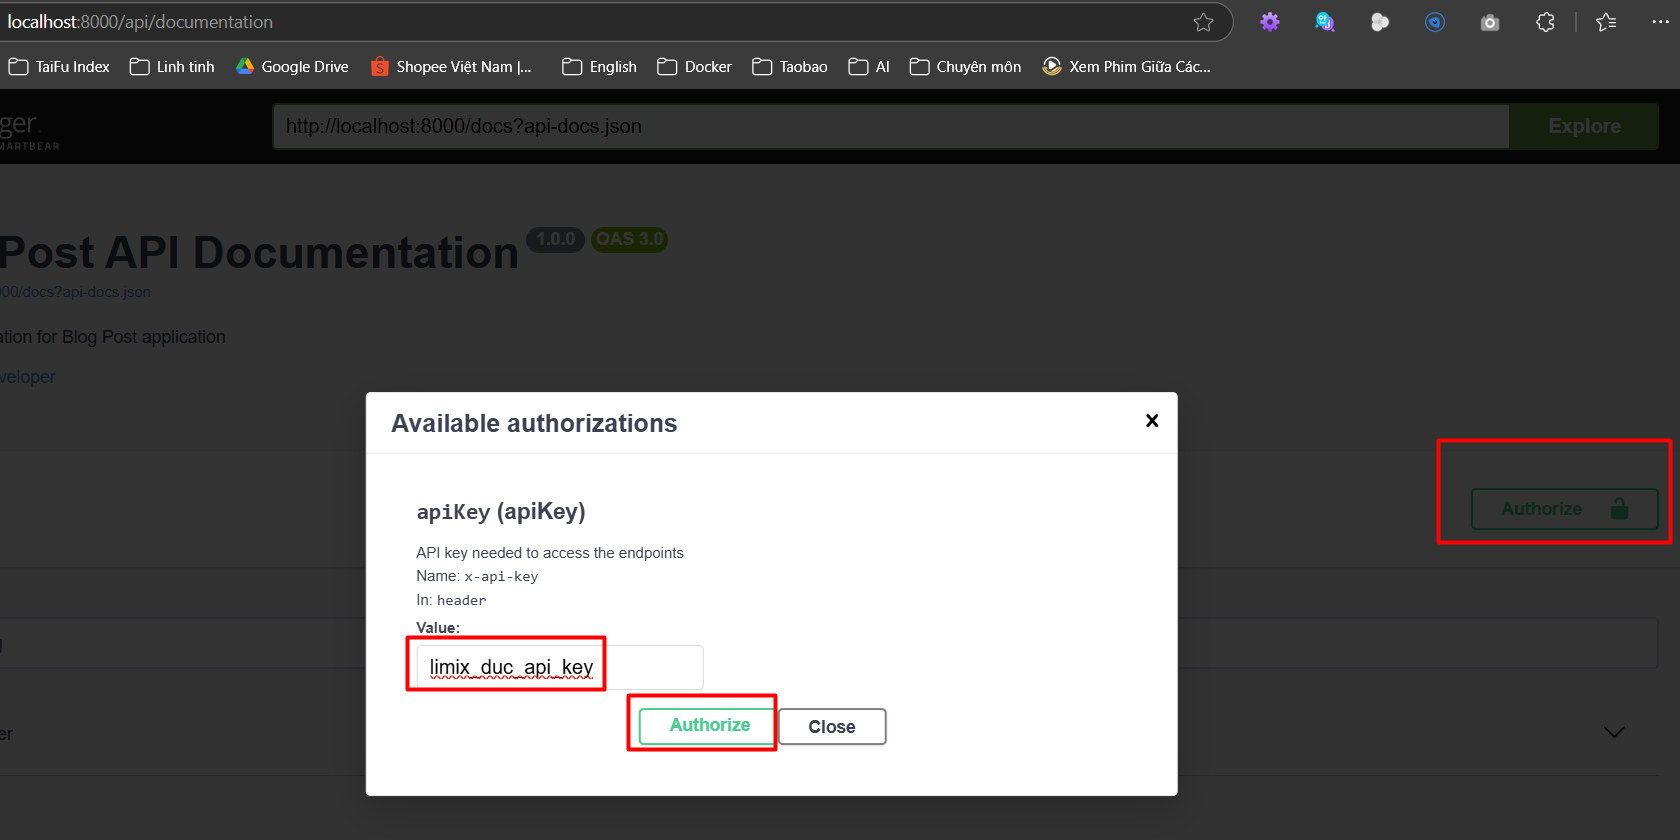 localhost:8000/api/documentation
TaiFu Index Linh tinh Google Drive Shopee Việt Nam |... English Docker Taobao AI Chuyên môn Xem Phim Giữa Các...
ger.
MARTBEAR
http://localhost:8000/docs?api-docs.json
Explore
Post API Documentation 1.0.0 OAS 3.0
000/docs?api-docs.json
ation for Blog Post application
veloper
Available authorizations
Authorize
apiKey (apiKey)
API key needed to access the endpoints
Name: x-api-key
In: header
Value:
limix_duc_api_key
Authorize Close
er